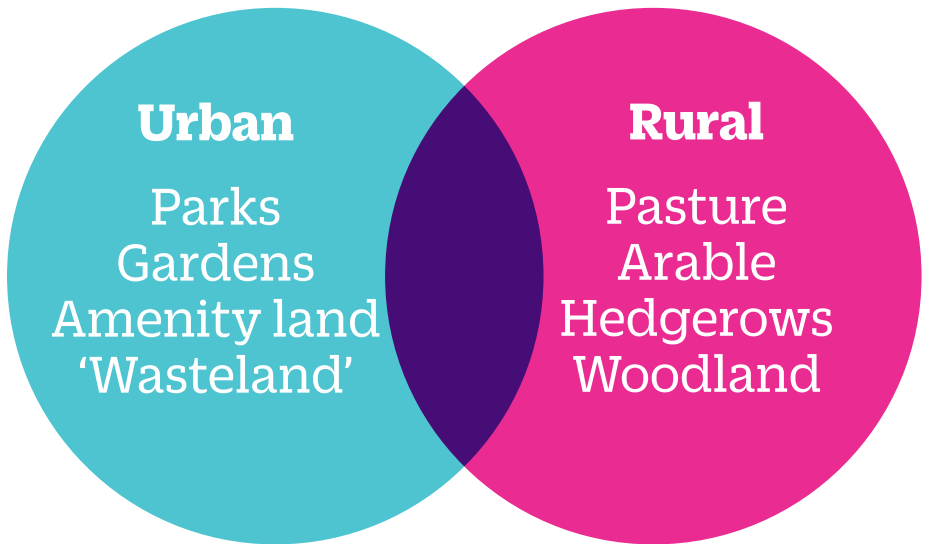 Urban
Parks
Gardens
Amenity land
‘Wasteland’
Rural
Pasture
Arable
Hedgerows
Woodland